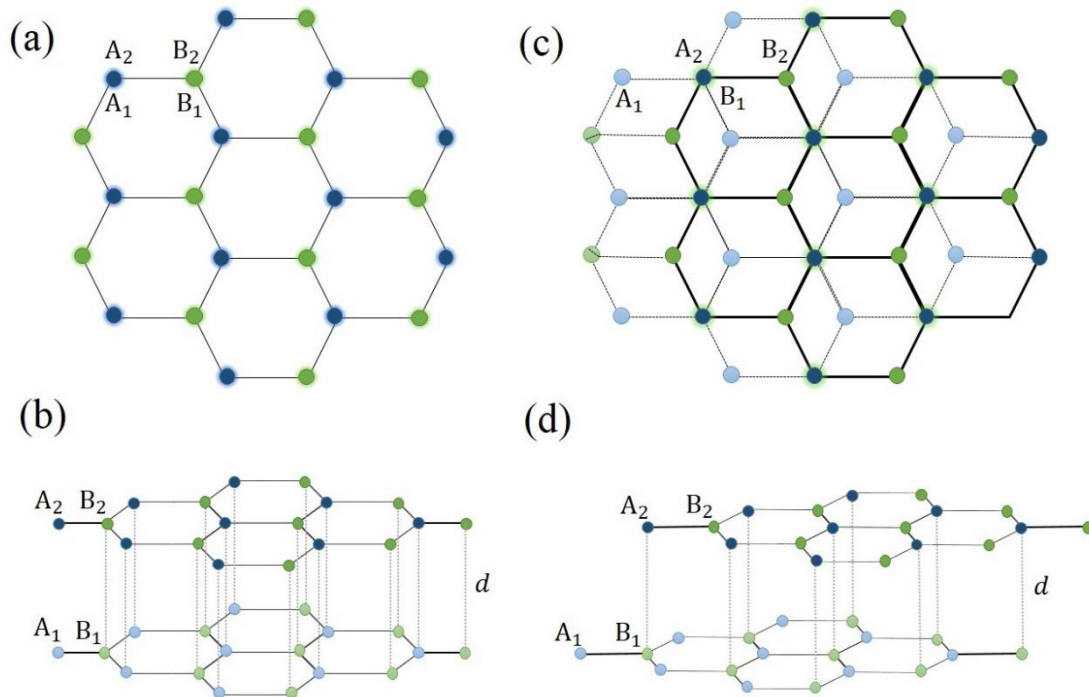 (a)
A₂ B₂
A₁ B₁
(c)
A₂ B₂
A₁ B₁
(b)
A₂ B₂
d
A₁ B₁
(d)
A₂ B₂
d
A₁ B₁